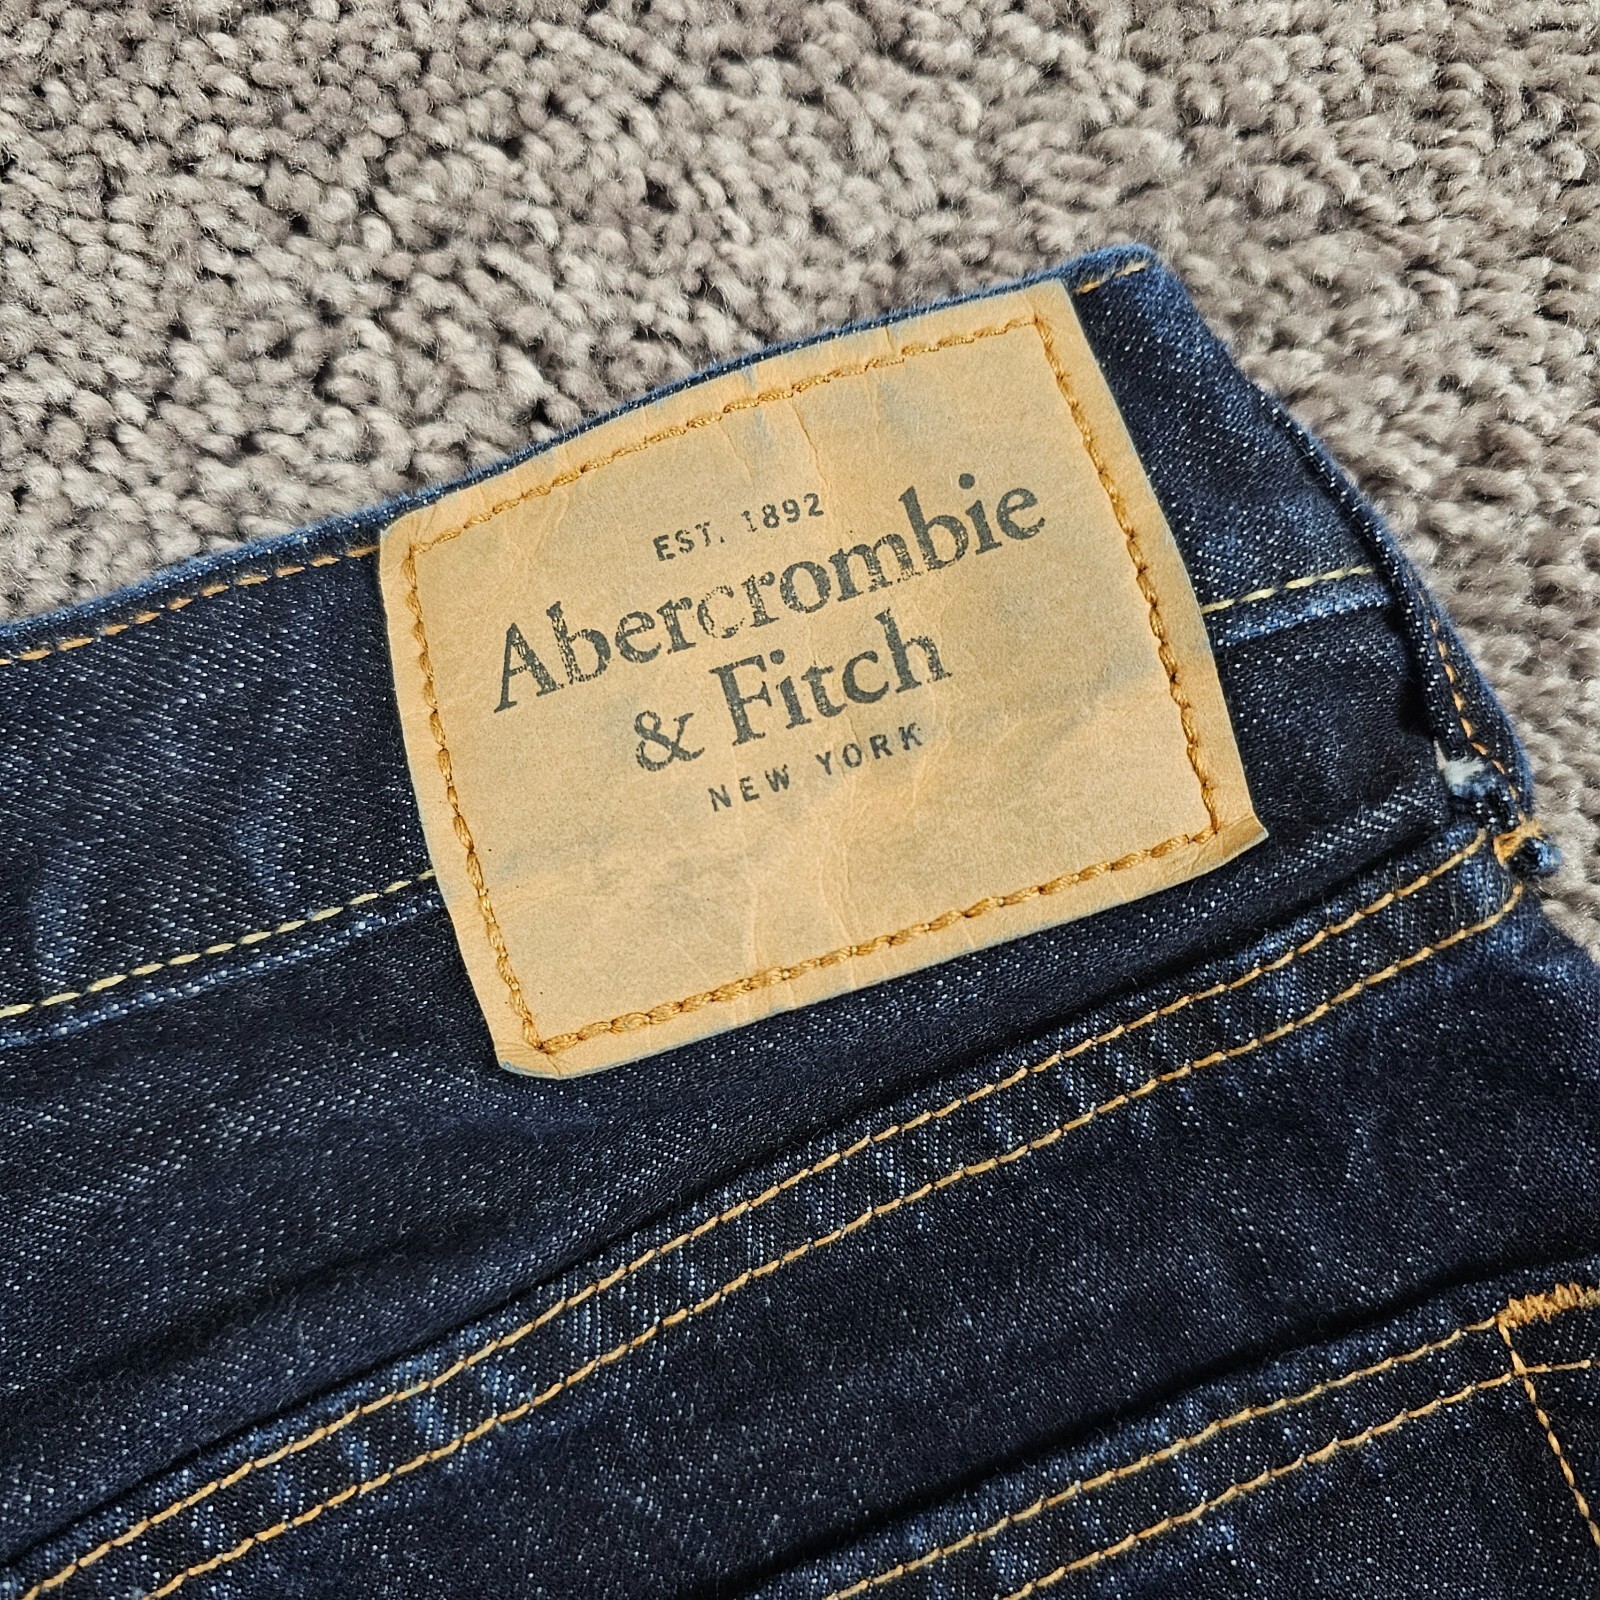 EST. 1892
Abercrombie
& Fitch
NEW YORK